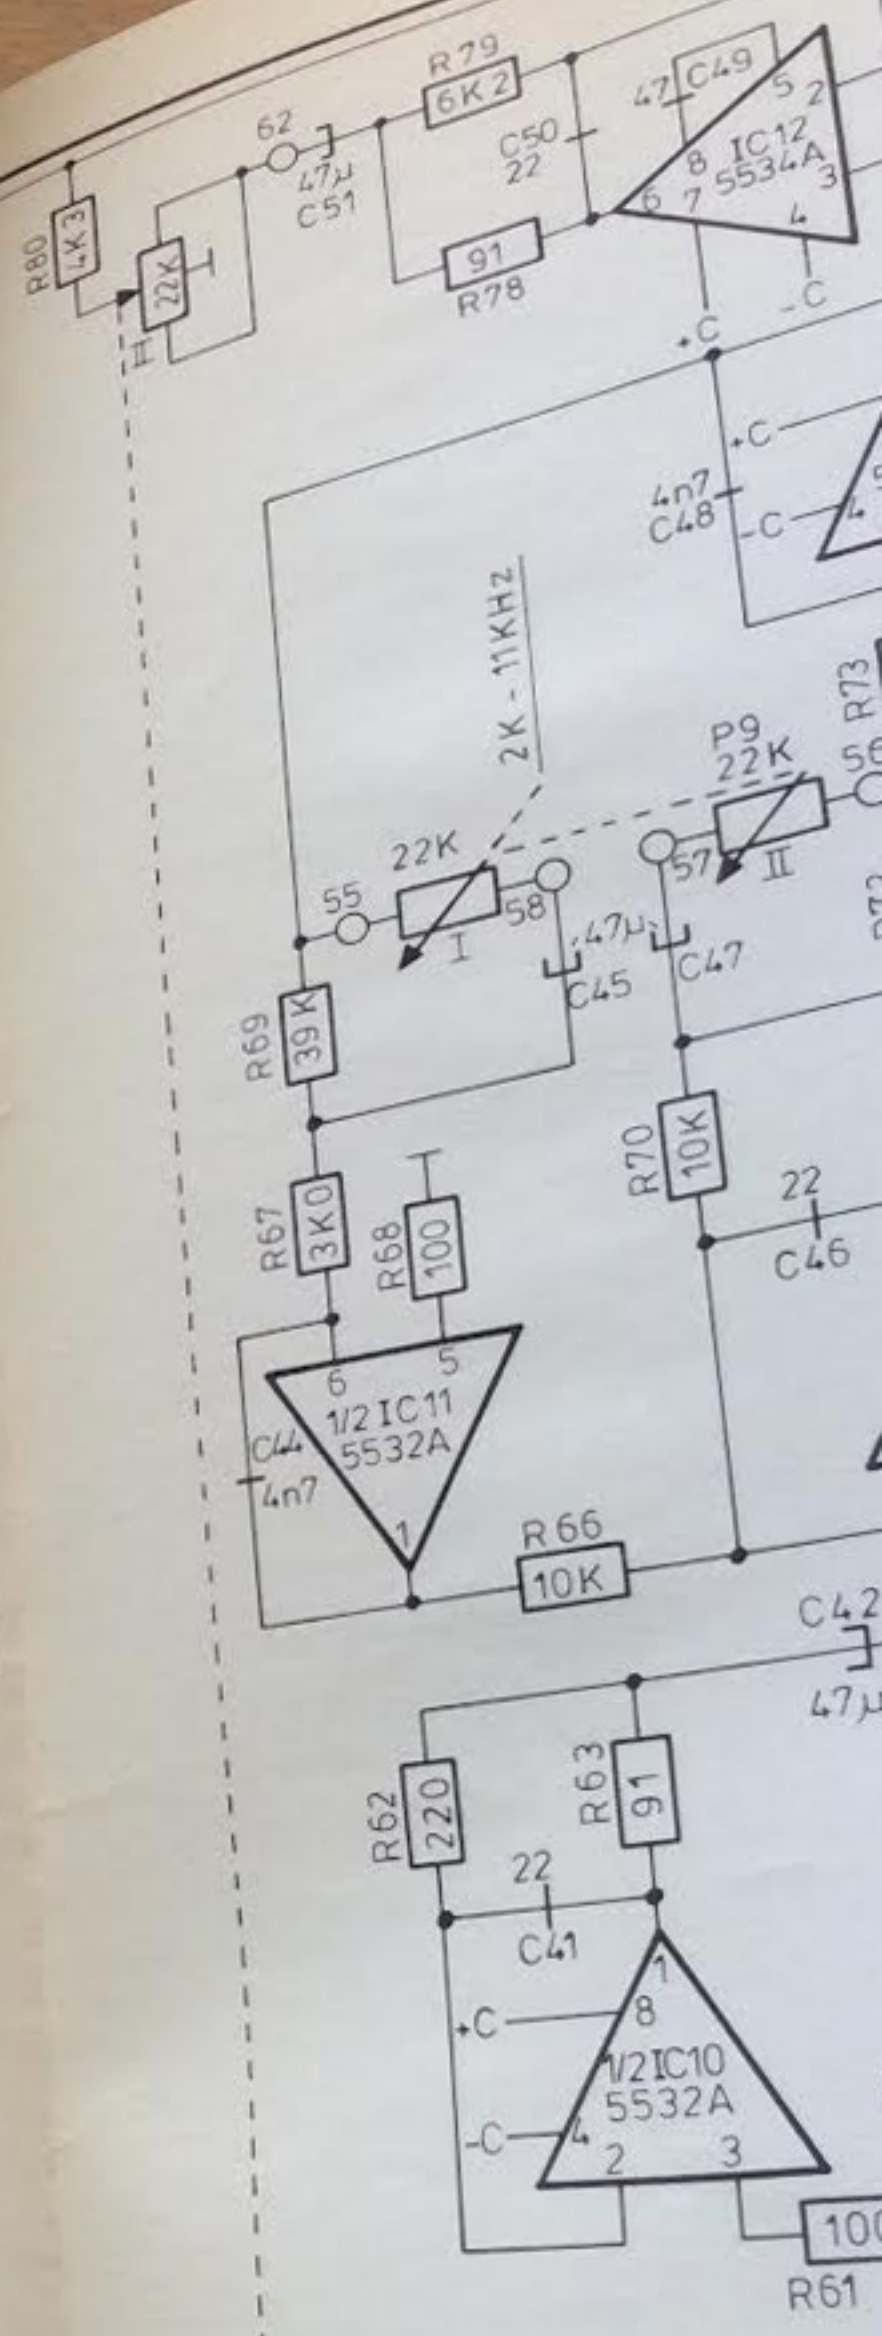 R79
6K2
62
47µ
C51
47
C49
C50
22
5
2
8
IC12
5534A
3
6
7
4
R80
4K3
22K
II
91
R78
+C
-C
+C
4n7
C48
-C
4
2K - 11KHz
R73
P9
22K
56
57
II
22K
55
58
I
47µ
C45
C47
R69
39K
R70
10K
22
C46
R67
3K0
R68
100
6
5
1/2 IC11
5532A
C44
4n7
1
R66
10K
C42
47µ
R62
220
R63
91
22
C41
1
+C
8
1/2 IC10
5532A
-C
4
2
3
100
R61